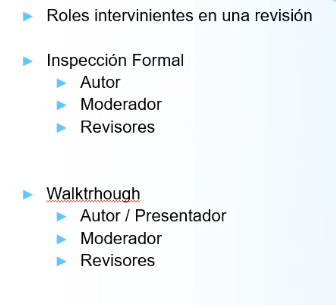 Roles intervinientes en una revisión
Inspección Formal
Autor
Moderador
Revisores
Walktrhough
Autor / Presentador
Moderador
Revisores